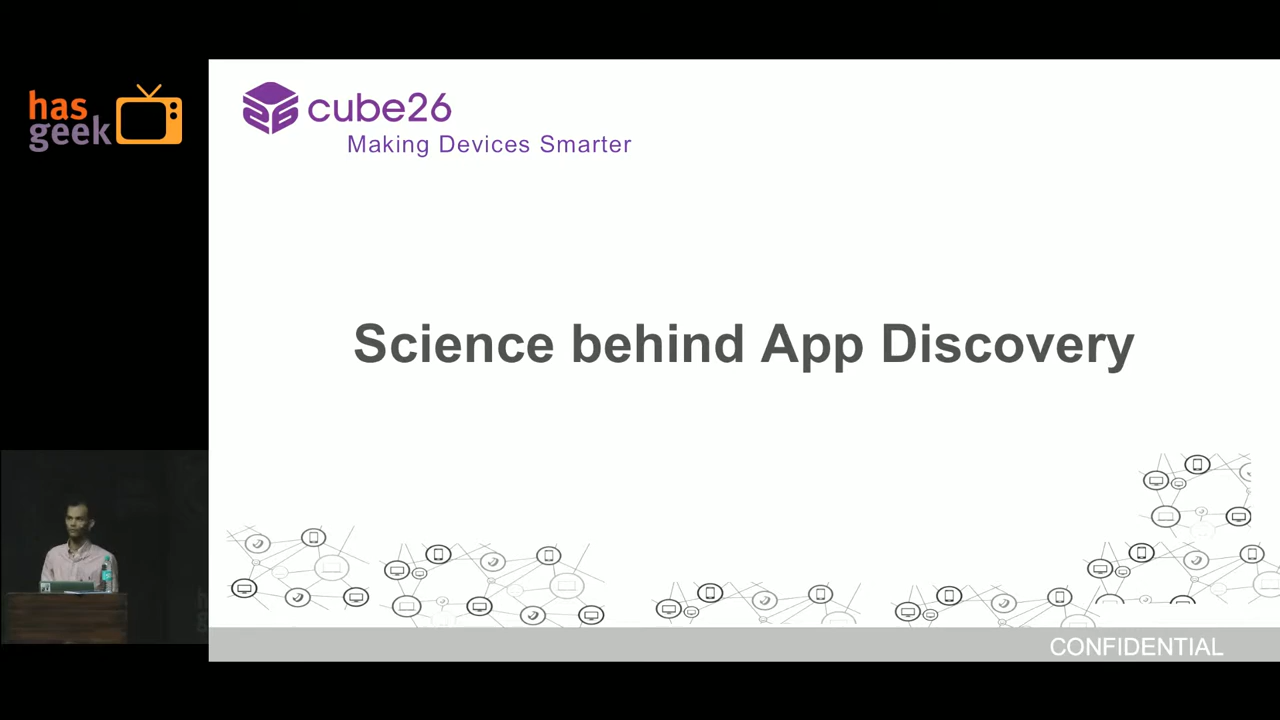 has
geek
cube26
Making Devices Smarter
Science behind App Discovery
CONFIDENTIAL